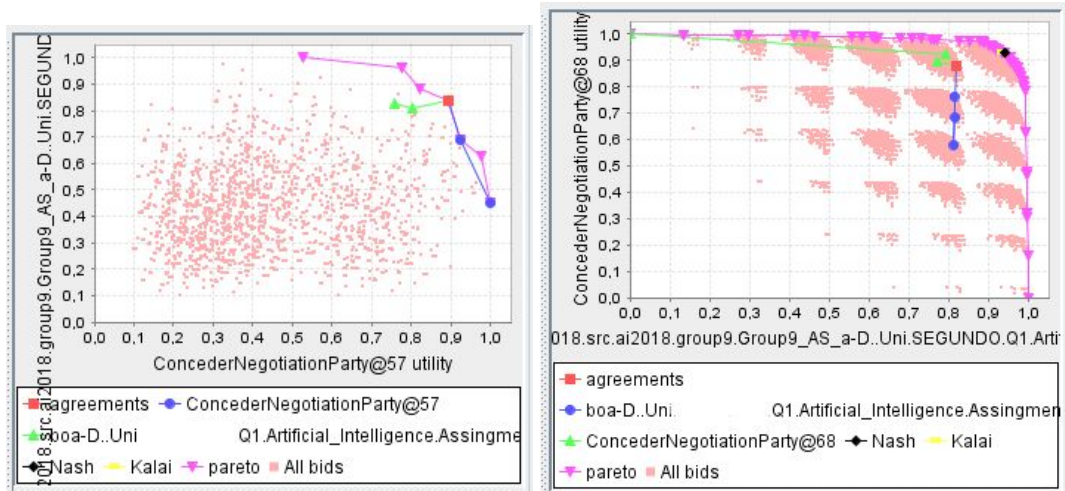 2018.src.ai2018.group9.Group9_AS_a-D..Uni.SEGUNDO
1,0
0,9
0,8
0,7
0,6
0,5
0,4
0,3
0,2
0,1
0,0
0,0 0,1 0,2 0,3 0,4 0,5 0,6 0,7 0,8 0,9 1,0
ConcederNegotiationParty@57 utility
agreements ConcederNegotiationParty@57
boa-D..Uni Q1.Artificial_Intelligence.Assingme
Nash Kalai pareto All bids
ConcederNegotiationParty@68 utility
1,0
0,9
0,8
0,7
0,6
0,5
0,4
0,3
0,2
0,1
0,0
0,0 0,1 0,2 0,3 0,4 0,5 0,6 0,7 0,8 0,9 1,0
018.src.ai2018.group9.Group9_AS_a-D..Uni.SEGUNDO.Q1.Arti
agreements
boa-D..Uni. Q1.Artificial_Intelligence.Assingmen
ConcederNegotiationParty@68 Nash Kalai
pareto All bids